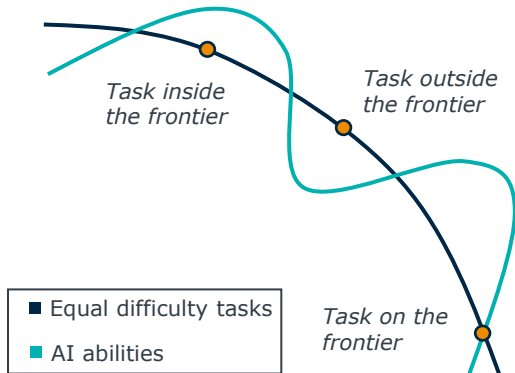 Task inside
the frontier
Task outside
the frontier
Equal difficulty tasks
AI abilities
Task on the
frontier